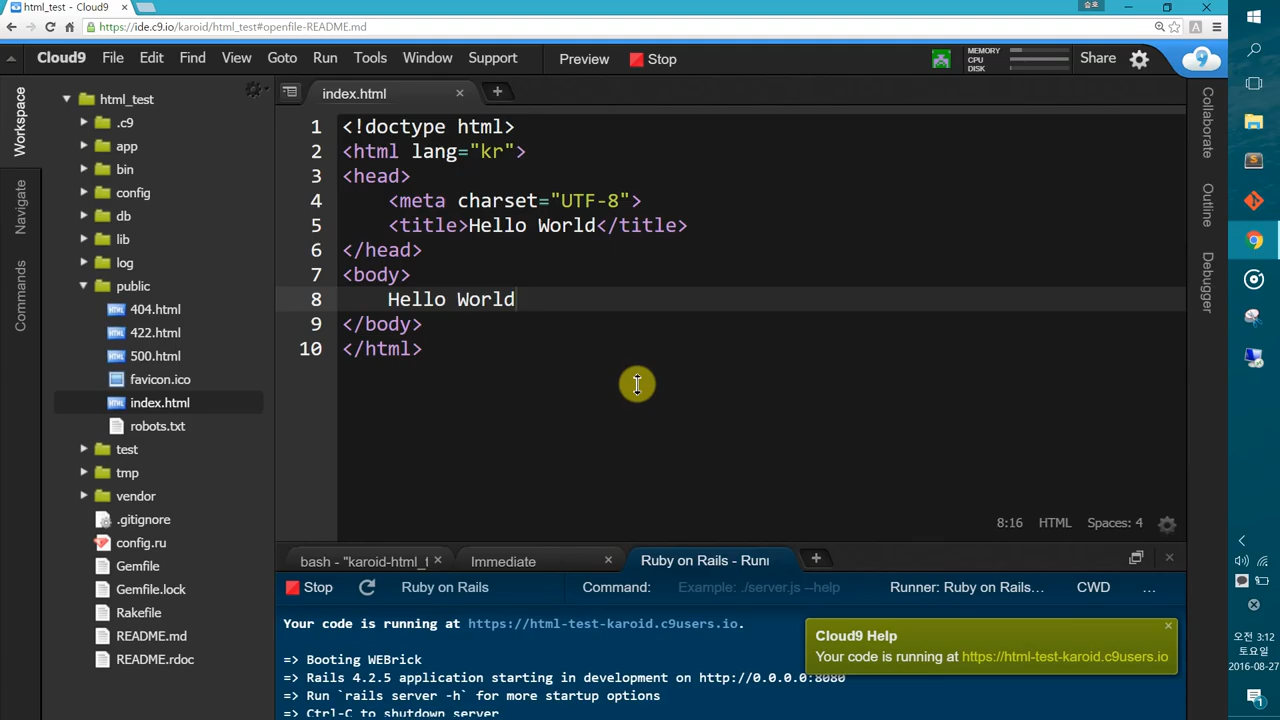 html_test - Cloud9
https://ide.c9.io/karoid/html_test#openfile-README.md
Cloud9 File Edit Find View Goto Run Tools Window Support Preview Stop MEMORY CPU DISK Share
Workspace
Navigate
Commands
html_test
.c9
app
bin
config
db
lib
log
public
404.html
422.html
500.html
favicon.ico
index.html
robots.txt
test
tmp
vendor
.gitignore
config.ru
Gemfile
Gemfile.lock
Rakefile
README.md
README.rdoc
index.html
1 <!doctype html>
2 <html lang="kr">
3 <head>
4 <meta charset="UTF-8">
5 <title>Hello World</title>
6 </head>
7 <body>
8 Hello World
9 </body>
10 </html>
8:16 HTML Spaces: 4
Collaborate
Outline
Debugger
bash - "karoid-html_t Immediate Ruby on Rails - Runn
Stop Ruby on Rails Command: Example: ./server.js --help Runner: Ruby on Rails... CWD ...
Your code is running at https://html-test-karoid.c9users.io.
=> Booting WEBrick
=> Rails 4.2.5 application starting in development on http://0.0.0.0:8080
=> Run `rails server -h` for more startup options
=> Ctrl-C to shutdown server
Cloud9 Help
Your code is running at https://html-test-karoid.c9users.io
오전 3:12
토요일
2016-08-27